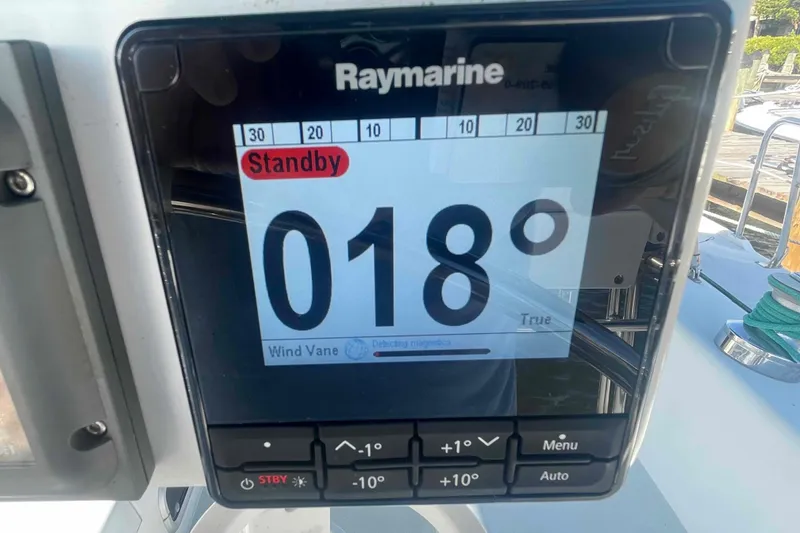 Raymarine
30 20 10 10 20 30
Standby
018°
True
Wind Vane Detecting magnetics
-1° +1° Menu
STBY -10° +10° Auto